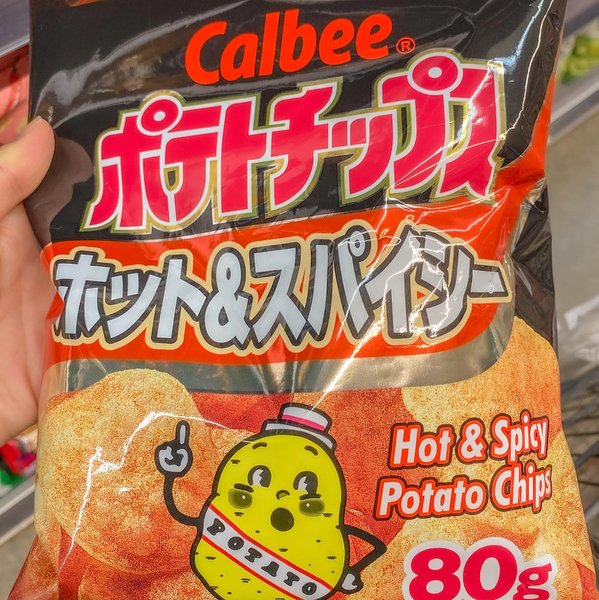 Calbee®
ポテトチップス
ホット&スパイシー
Hot & Spicy
Potato Chips
POTATO
80g